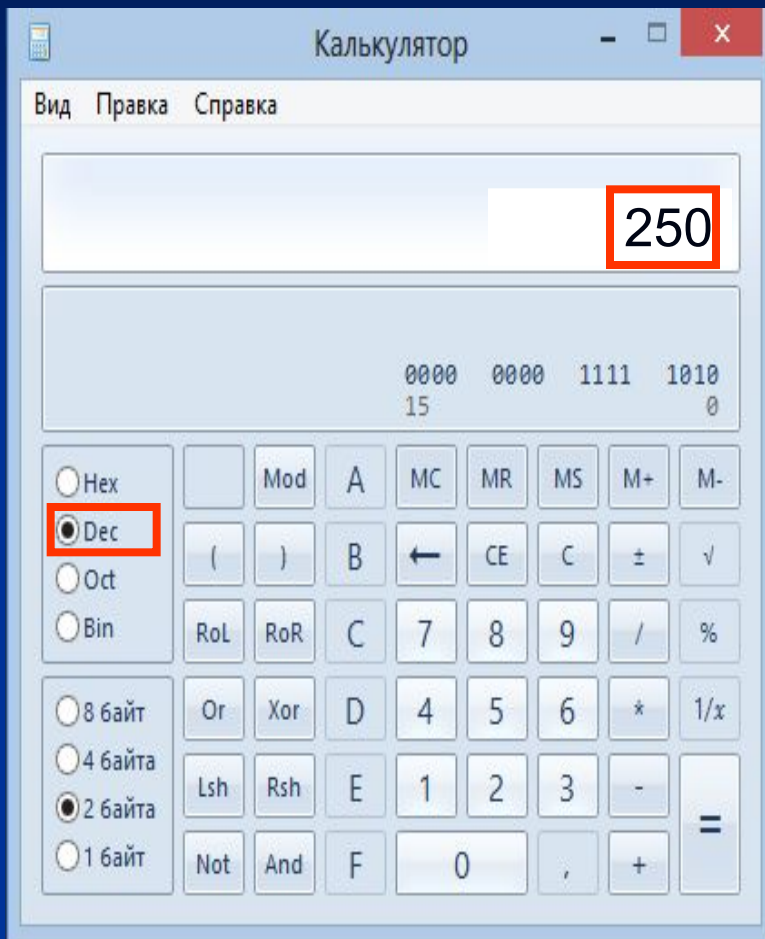 Калькулятор
Вид Правка Справка
250
0000 0000 1111 1010
15 0
Hex Mod A MC MR MS M+ M-
Dec ( ) B ← CE C ± √
Oct
Bin RoL RoR C 7 8 9 / %
8 байт Or Xor D 4 5 6 * 1/x
4 байта
2 байта Lsh Rsh E 1 2 3 - =
1 байт Not And F 0 , +